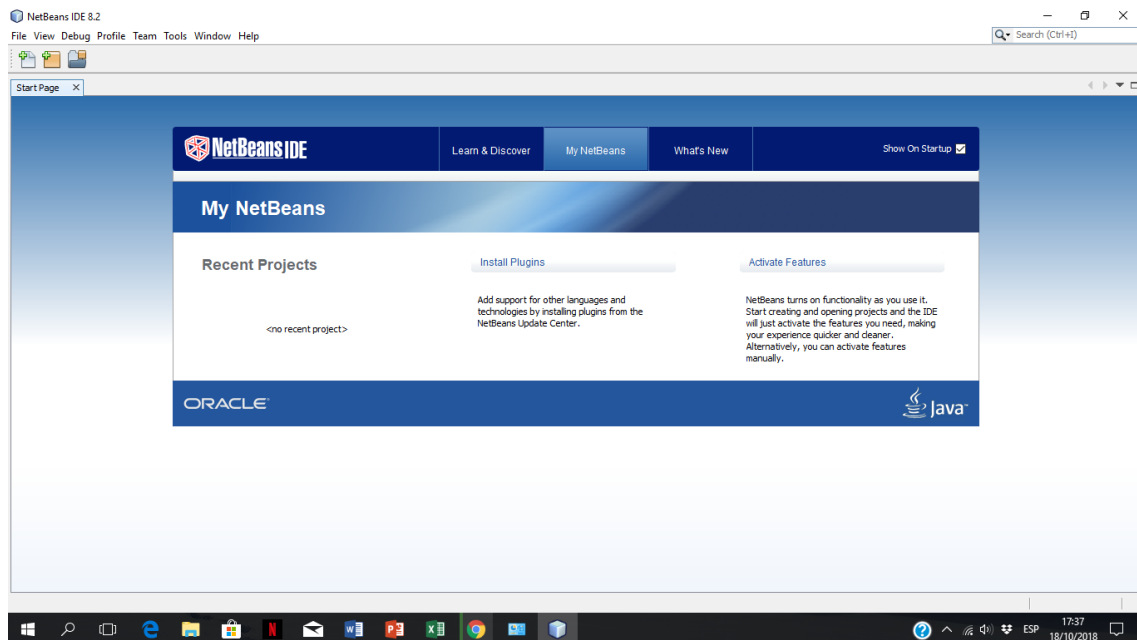 NetBeans IDE 8.2
File View Debug Profile Team Tools Window Help
Search (Ctrl+I)
Start Page
NetBeans IDE
Learn & Discover
My NetBeans
What's New
Show On Startup
My NetBeans
Recent Projects
<no recent project>
Install Plugins
Add support for other languages and
technologies by installing plugins from the
NetBeans Update Center.
Activate Features
NetBeans turns on functionality as you use it.
Start creating and opening projects and the IDE
will just activate the features you need, making
your experience quicker and cleaner.
Alternatively, you can activate features
manually.
ORACLE
Java
ESP
17:37
18/10/2018